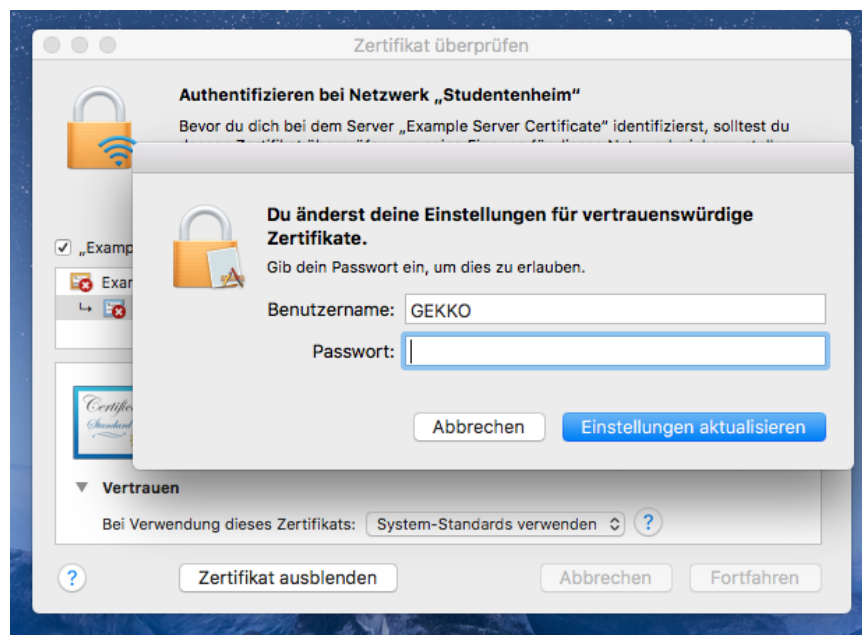 Zertifikat überprüfen
Authentifizieren bei Netzwerk „Studentenheim“
Bevor du dich bei dem Server „Example Server Certificate“ identifizierst, solltest du
Du änderst deine Einstellungen für vertrauenswürdige
Zertifikate.
Gib dein Passwort ein, um dies zu erlauben.
Benutzername: GEKKO
Passwort:
Abbrechen
Einstellungen aktualisieren
„Examp
Exar
Certific
Standard
Vertrauen
Bei Verwendung dieses Zertifikats: System-Standards verwenden ?
? Zertifikat ausblenden Abbrechen Fortfahren